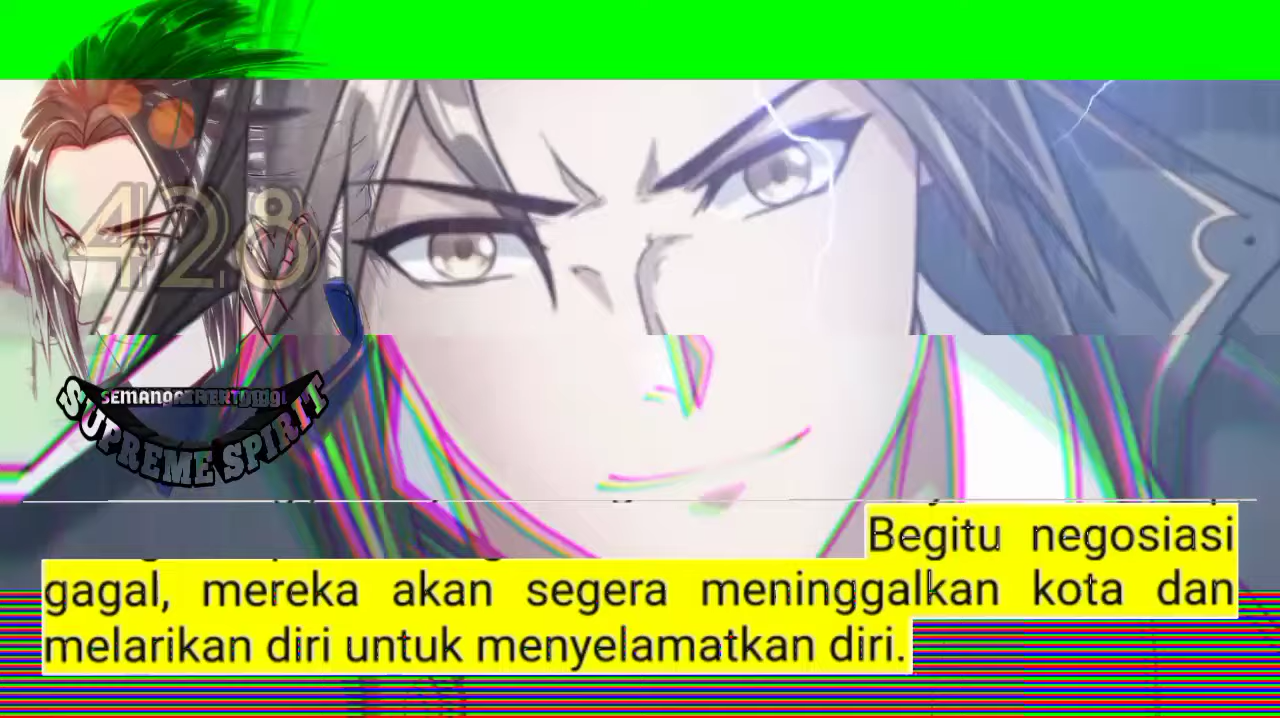 428
SUPREME SPIRIT
Begitu negosiasi
gagal, mereka akan segera meninggalkan kota dan
melarikan diri untuk menyelamatkan diri.